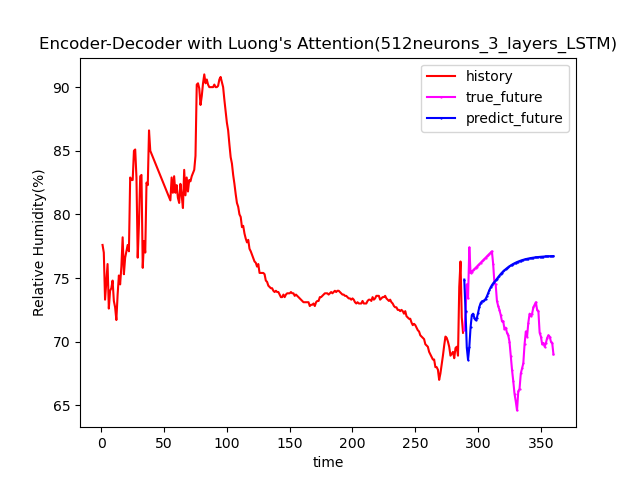 Encoder-Decoder with Luong's Attention(512neurons_3_layers_LSTM)
history
true_future
predict_future
Relative Humidity(%)
90
85
80
75
70
65
0 50 100 150 200 250 300 350
time